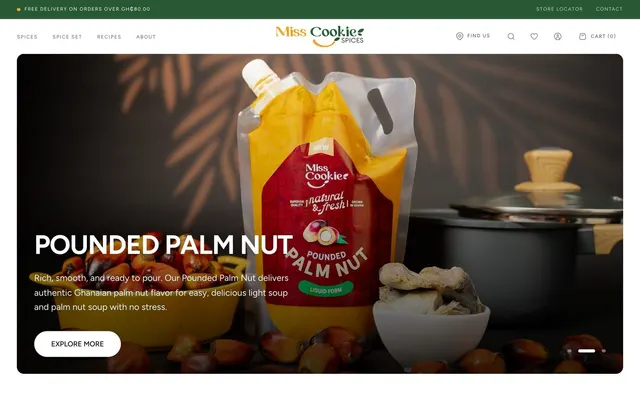 FREE DELIVERY ON ORDERS OVER GH₵80.00
STORE LOCATOR
CONTACT
SPICES
SPICE SET
RECIPES
ABOUT
Miss Cookie
SPICES
FIND US
CART (0)
Miss
Cookie
natural
& fresh
POUNDED
PALM NUT
LIQUID FORM
POUNDED PALM NUT
Rich, smooth, and ready to pour. Our Pounded Palm Nut delivers
authentic Ghanaian palm nut flavor for easy, delicious light soup
and palm nut soup with no stress.
EXPLORE MORE